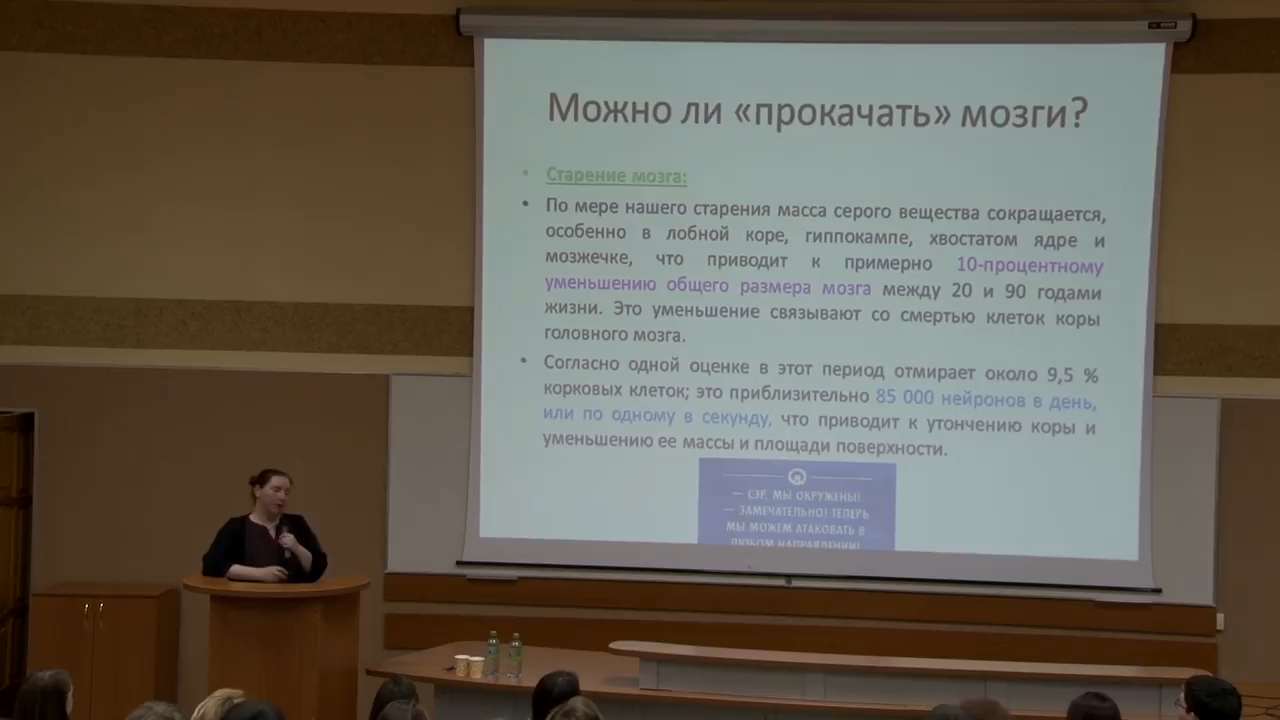 Можно ли «прокачать» мозги?
• Старение мозга:
• По мере нашего старения масса серого вещества сокращается,
особенно в лобной коре, гиппокампе, хвостатом ядре и
мозжечке, что приводит к примерно 10-процентному
уменьшению общего размера мозга между 20 и 90 годами
жизни. Это уменьшение связывают со смертью клеток коры
головного мозга.
• Согласно одной оценке в этот период отмирает около 9,5 %
корковых клеток; это приблизительно 85 000 нейронов в день,
или по одному в секунду, что приводит к утончению коры и
уменьшению ее массы и площади поверхности.
— СЭР, МЫ ОКРУЖЕНЫ!
— ЗАМЕЧАТЕЛЬНО! ТЕПЕРЬ
МЫ МОЖЕМ АТАКОВАТЬ В
ЛЮБОМ НАПРАВЛЕНИИ!